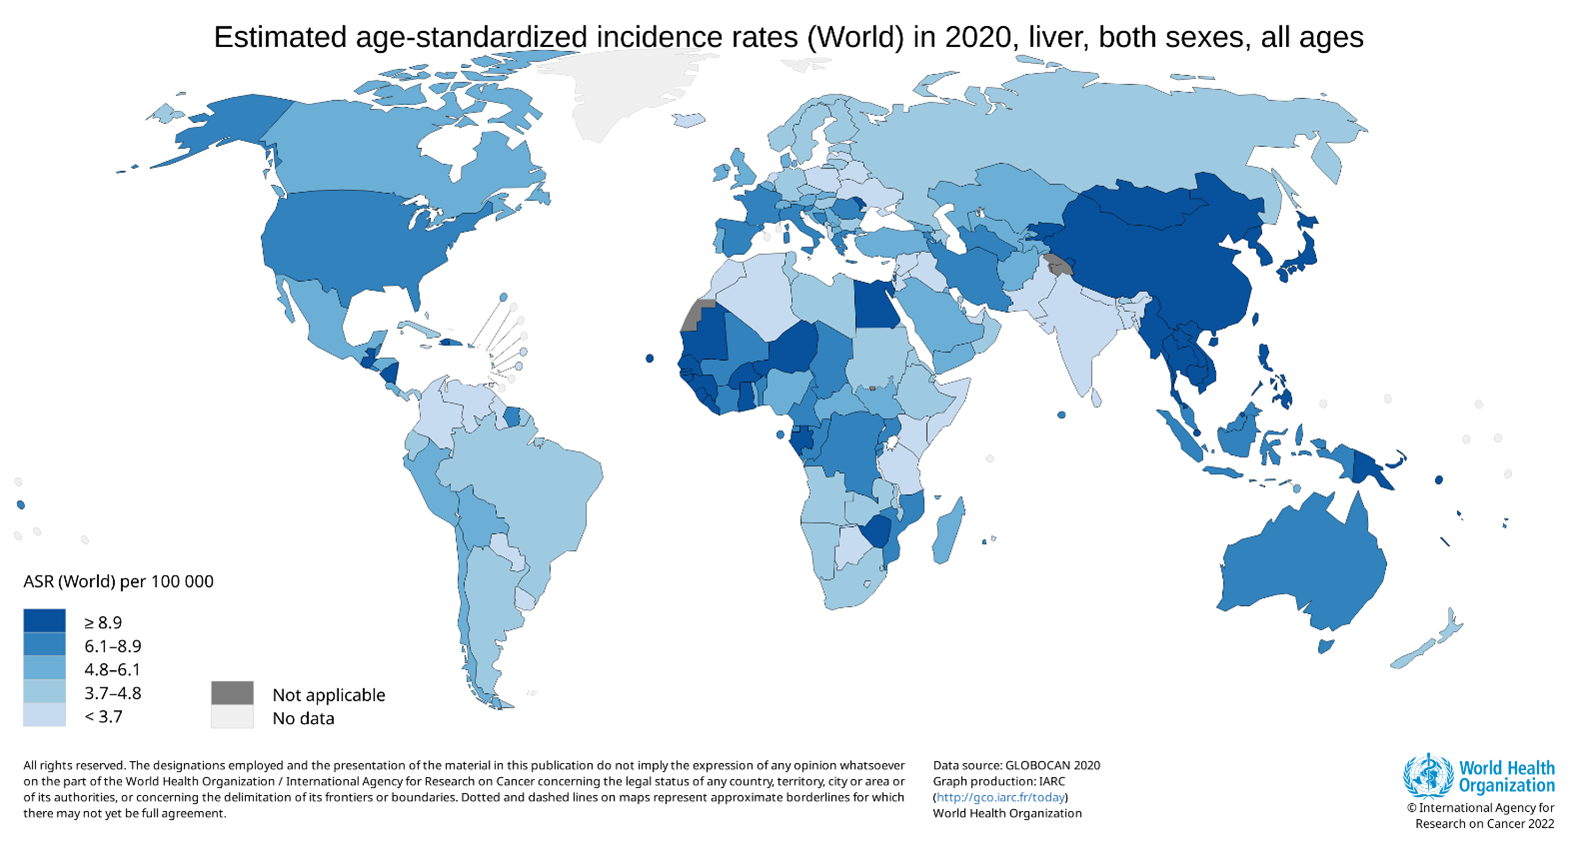 Estimated age-standardized incidence rates (World) in 2020, liver, both sexes, all ages
ASR (World) per 100 000
≥ 8.9
6.1–8.9
4.8–6.1
3.7–4.8
< 3.7
Not applicable
No data
All rights reserved. The designations employed and the presentation of the material in this publication do not imply the expression of any opinion whatsoever
on the part of the World Health Organization / International Agency for Research on Cancer concerning the legal status of any country, territory, city or area or
of its authorities, or concerning the delimitation of its frontiers or boundaries. Dotted and dashed lines on maps represent approximate borderlines for which
there may not yet be full agreement.
Data source: GLOBOCAN 2020
Graph production: IARC
(http://gco.iarc.fr/today)
World Health Organization
World Health
Organization
© International Agency for
Research on Cancer 2022